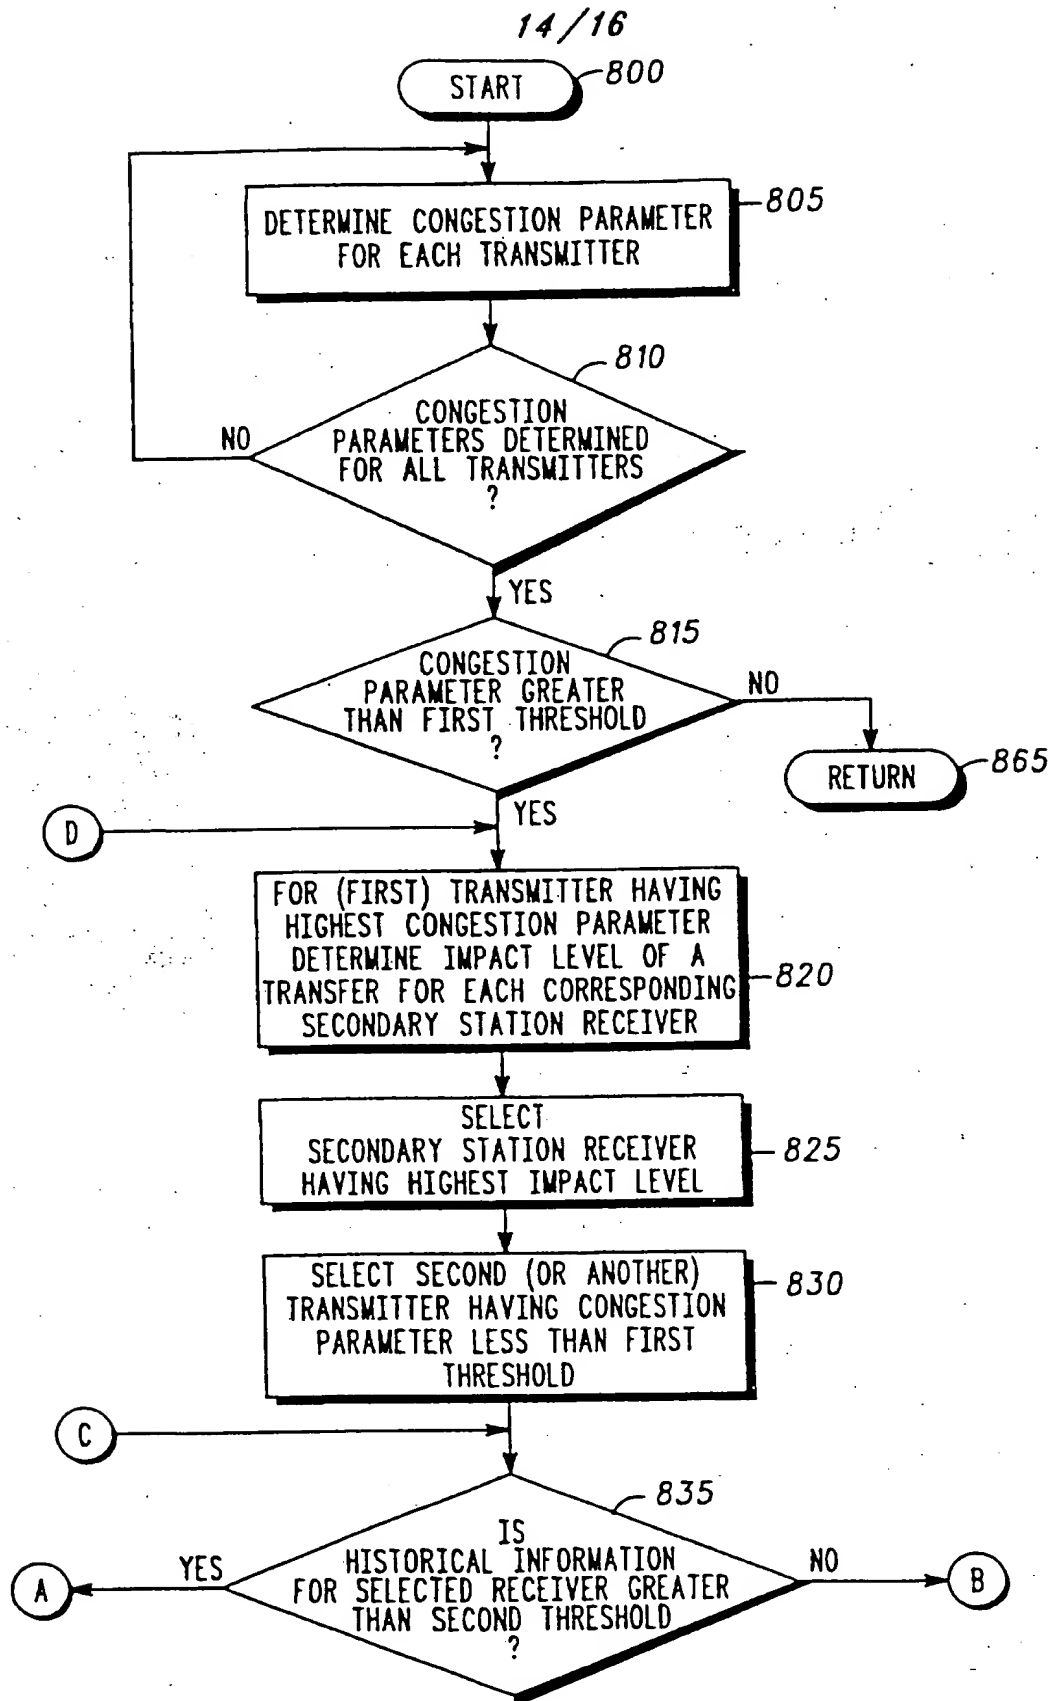 14/16
START
800
DETERMINE CONGESTION PARAMETER
FOR EACH TRANSMITTER
805
810
CONGESTION
PARAMETERS DETERMINED
FOR ALL TRANSMITTERS
?
NO
YES
815
CONGESTION
PARAMETER GREATER
THAN FIRST THRESHOLD
?
NO
RETURN
865
YES
D
FOR (FIRST) TRANSMITTER HAVING
HIGHEST CONGESTION PARAMETER
DETERMINE IMPACT LEVEL OF A
TRANSFER FOR EACH CORRESPONDING
SECONDARY STATION RECEIVER
820
SELECT
SECONDARY STATION RECEIVER
HAVING HIGHEST IMPACT LEVEL
825
SELECT SECOND (OR ANOTHER)
TRANSMITTER HAVING CONGESTION
PARAMETER LESS THAN FIRST
THRESHOLD
830
C
835
IS
HISTORICAL INFORMATION
FOR SELECTED RECEIVER GREATER
THAN SECOND THRESHOLD
?
YES
A
NO
B